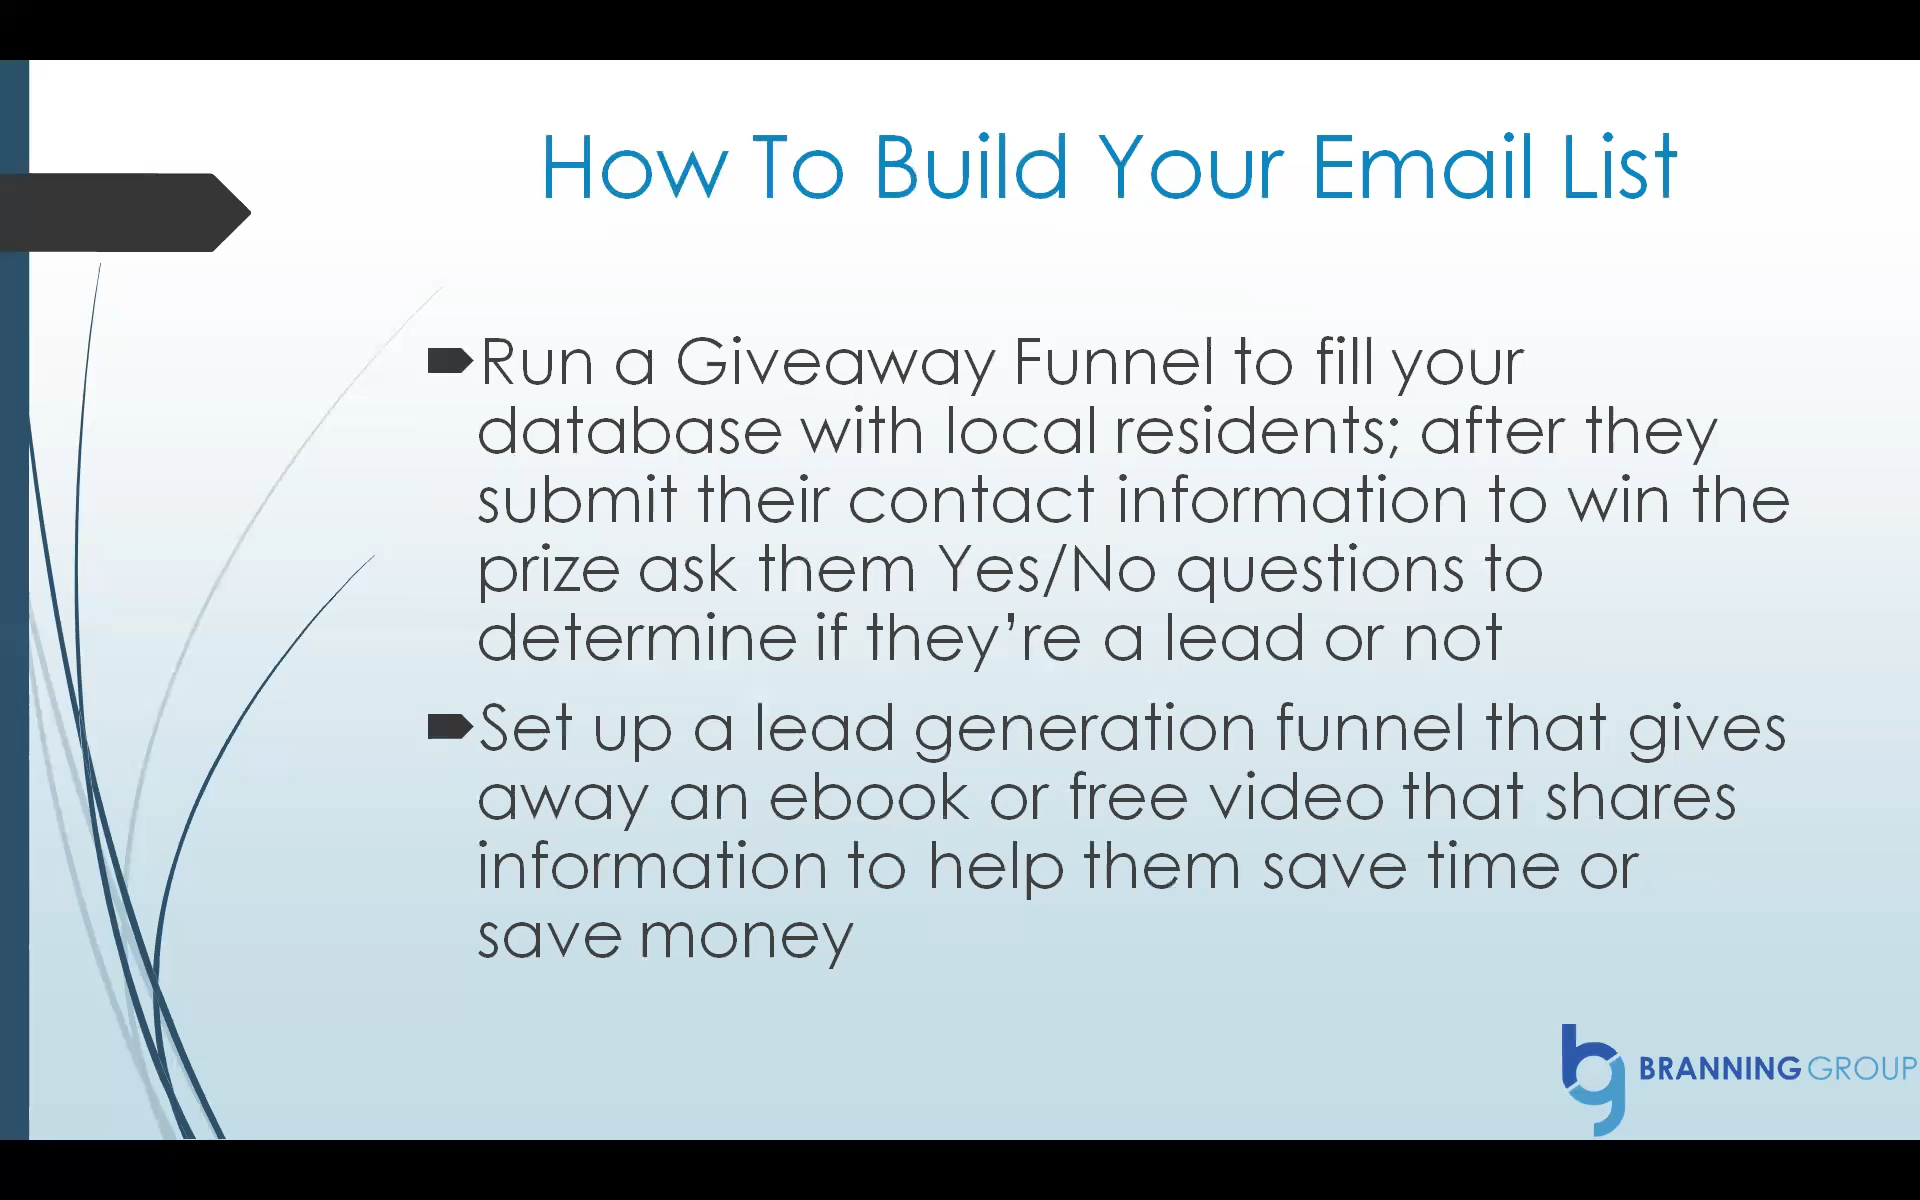 How To Build Your Email List
Run a Giveaway Funnel to fill your
database with local residents; after they
submit their contact information to win the
prize ask them Yes/No questions to
determine if they’re a lead or not
Set up a lead generation funnel that gives
away an ebook or free video that shares
information to help them save time or
save money
bg BRANNING GROUP